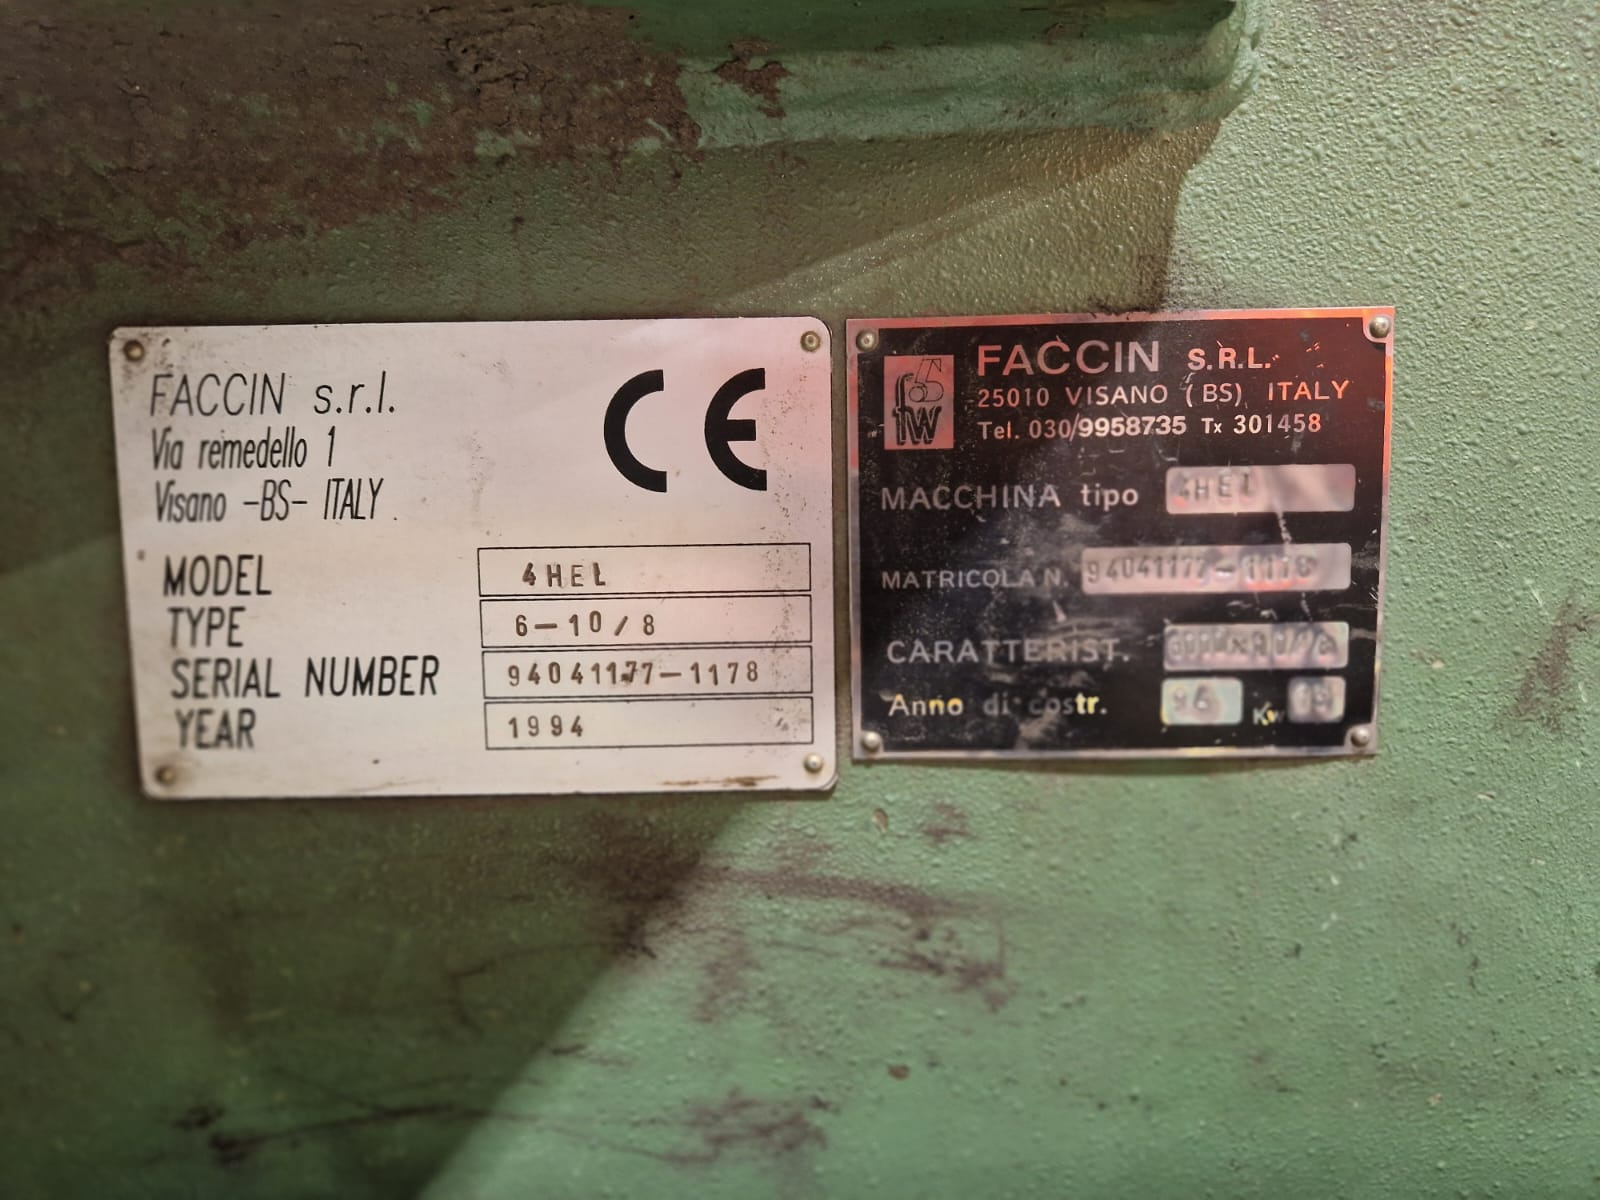 FACCIN s.r.l.
Via remedello 1
Visano -BS- ITALY
CE
MODEL 4HEL
TYPE 6-10/8
SERIAL NUMBER 94041177-1178
YEAR 1994
FACCIN S.R.L.
25010 VISANO (BS) ITALY
Tel. 030/9958735 Tx 301458
MACCHINA tipo 4HEL
MATRICOLA N. 94041177-1178
CARATTERIST.
Anno di costr. Kw